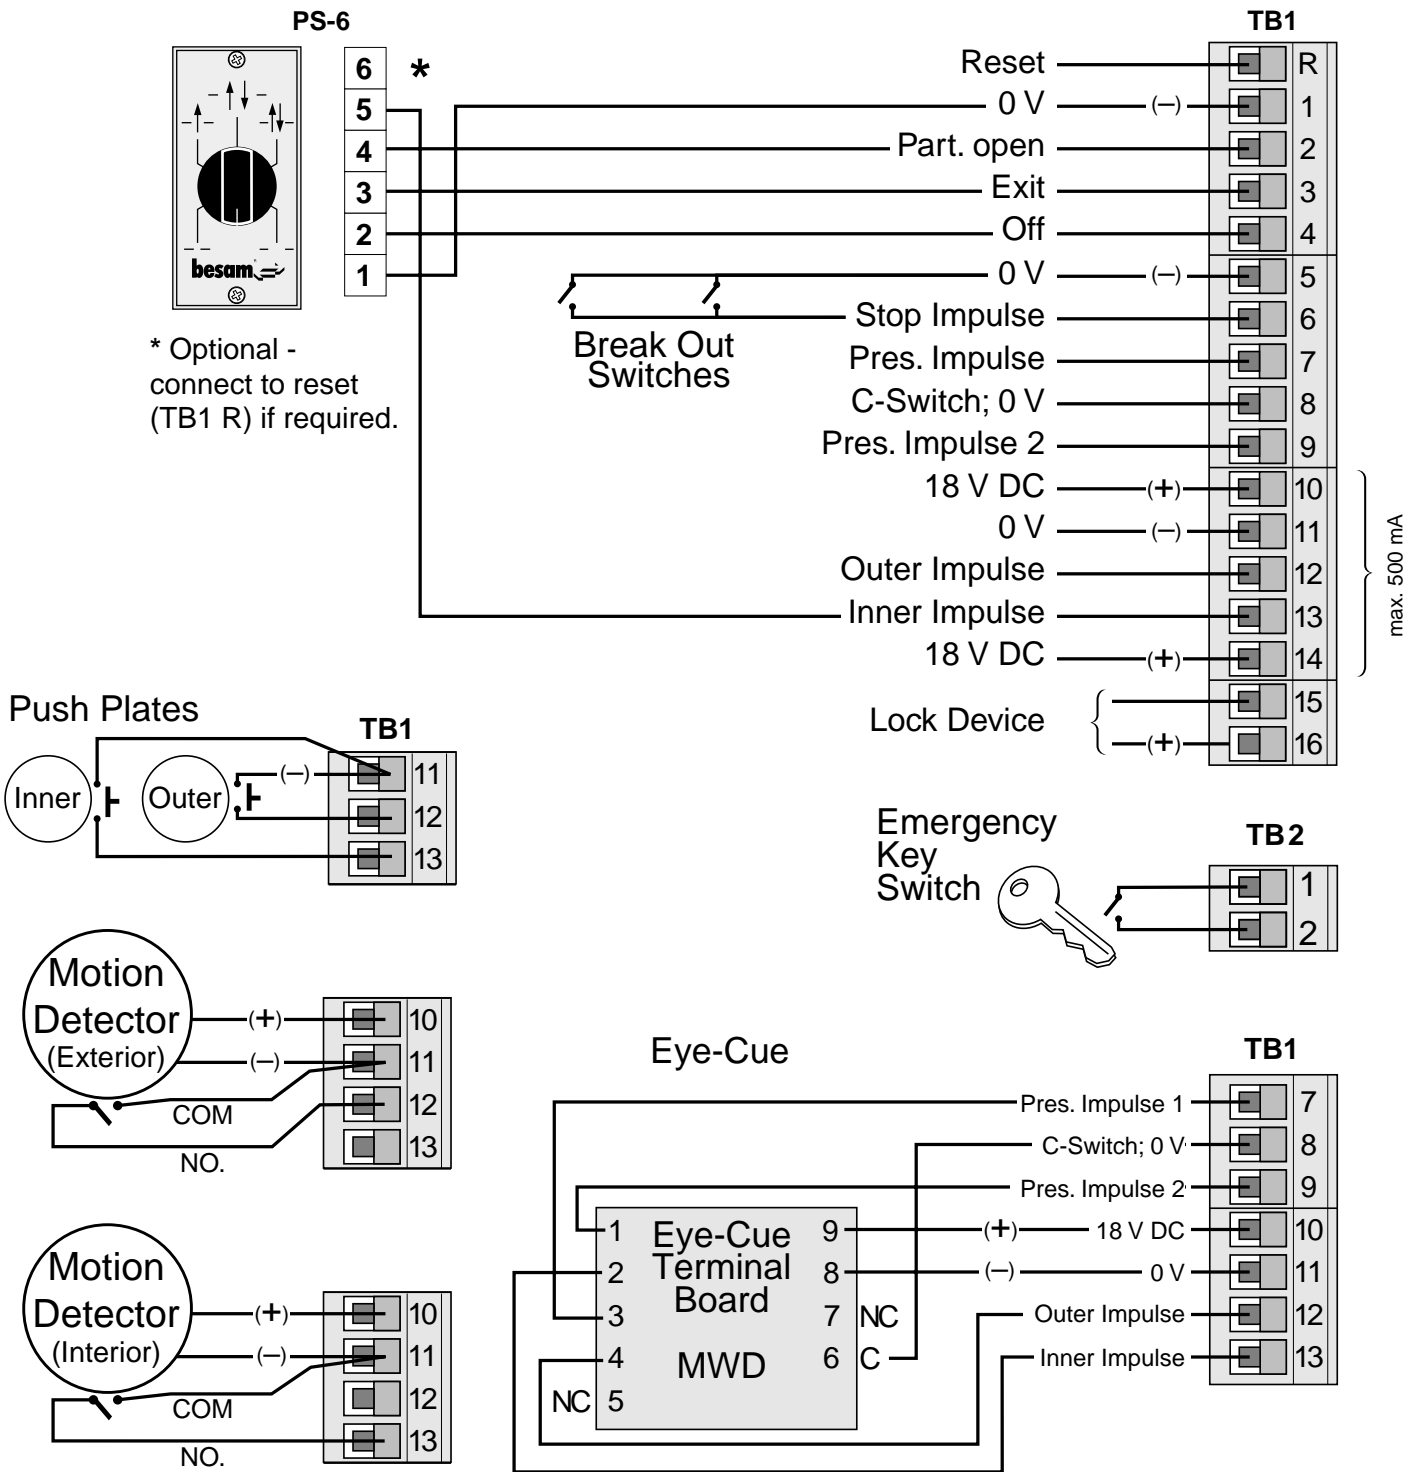 PS-6
6 *
5
4
3
2
1
besam
* Optional -
connect to reset
(TB1 R) if required.
TB1
Reset R
0 V (–) 1
Part. open 2
Exit 3
Off 4
0 V (–) 5
Stop Impulse 6
Pres. Impulse 7
C-Switch; 0 V 8
Pres. Impulse 2 9
18 V DC (+) 10
0 V (–) 11
Outer Impulse 12
Inner Impulse 13
18 V DC (+) 14
15
Lock Device
(+) 16
max. 500 mA
Break Out
Switches
Push Plates
TB1
Inner
Outer
(–) 11
12
13
Emergency
Key
Switch
TB2
1
2
Motion
Detector
(Exterior)
(+) 10
(–) 11
COM 12
13
NO.
Motion
Detector
(Interior)
(+) 10
(–) 11
COM 12
13
NO.
Eye-Cue
TB1
Pres. Impulse 1 7
C-Switch; 0 V 8
Pres. Impulse 2 9
(+) 18 V DC 10
(–) 0 V 11
Outer Impulse 12
Inner Impulse 13
Eye-Cue
Terminal
Board
MWD
1
2
3
4
NC 5
9
8
7 NC
6 C